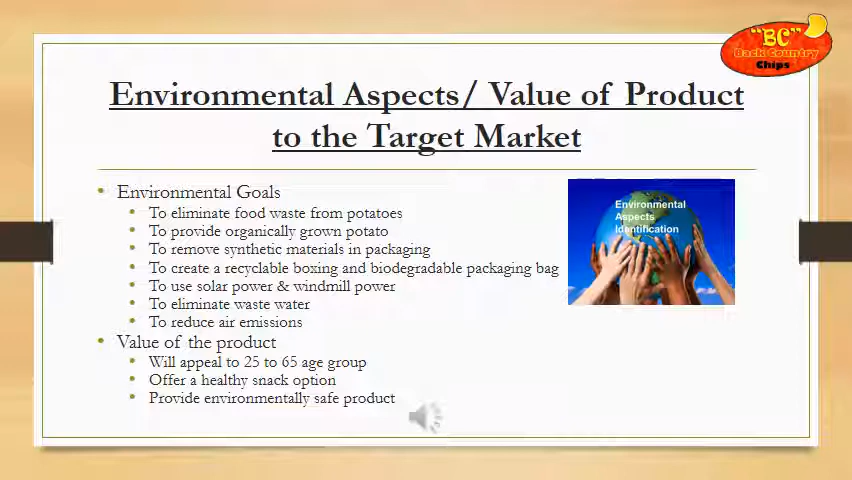 "BC"
Back Country
Chips
Environmental Aspects/ Value of Product
to the Target Market
• Environmental Goals
• To eliminate food waste from potatoes
• To provide organically grown potato
• To remove synthetic materials in packaging
• To create a recyclable boxing and biodegradable packaging bag
• To use solar power & windmill power
• To eliminate waste water
• To reduce air emissions
• Value of the product
• Will appeal to 25 to 65 age group
• Offer a healthy snack option
• Provide environmentally safe product
Environmental
Aspects
Identification